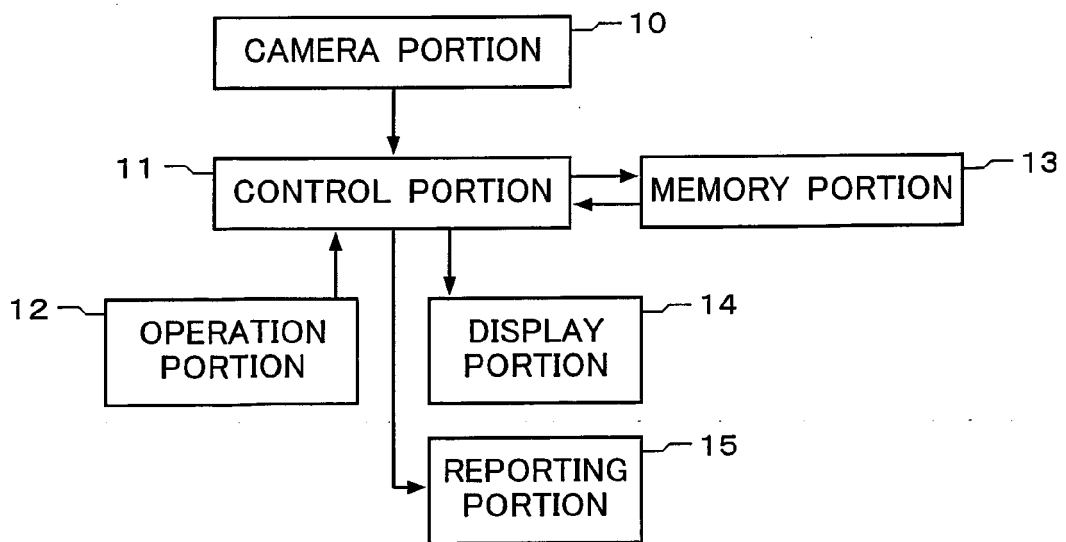 10
CAMERA PORTION
11
CONTROL PORTION
13
MEMORY PORTION
12
OPERATION
PORTION
14
DISPLAY
PORTION
15
REPORTING
PORTION